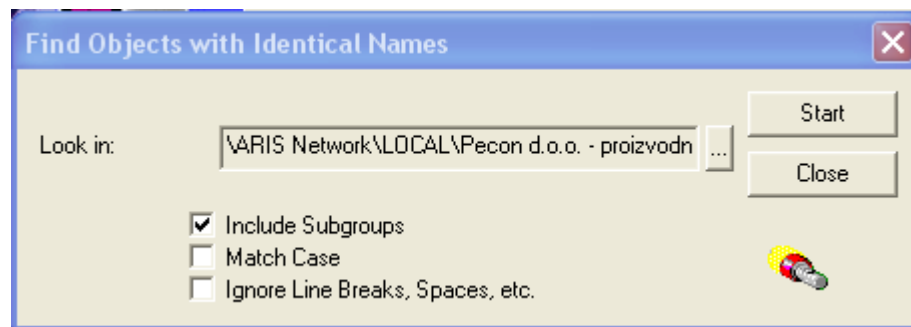 Find Objects with Identical Names
Look in:
\ARIS Network\LOCAL\Pecon d.o.o. - proizvodn
...
Start
Close
Include Subgroups
Match Case
Ignore Line Breaks, Spaces, etc.